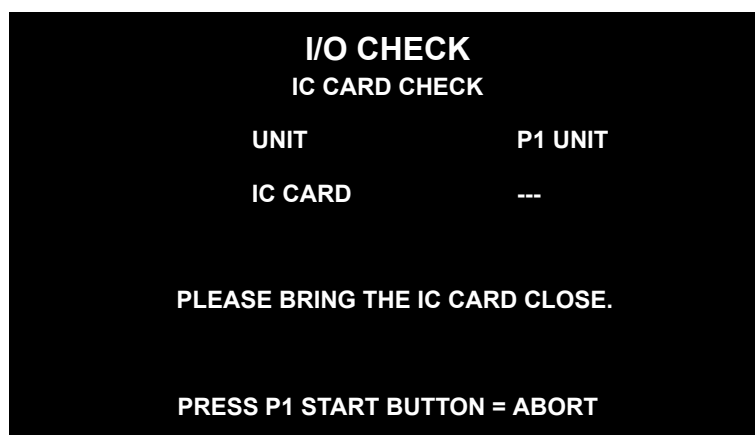 I/O CHECK
IC CARD CHECK
UNIT P1 UNIT
IC CARD ---
PLEASE BRING THE IC CARD CLOSE.
PRESS P1 START BUTTON = ABORT